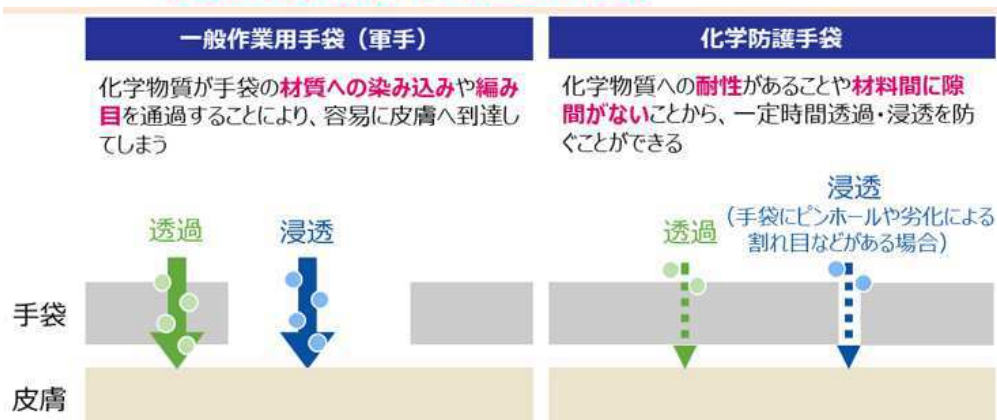 一般作業用手袋（軍手）
化学物質が手袋の材質への染み込みや編み
目を通過することにより、容易に皮膚へ到達し
てしまう
化学防護手袋
化学物質への耐性があることや材料間に隙
間がないことから、一定時間透過・浸透を防
ぐことができる
透過
浸透
透過
浸透
（手袋にピンホールや劣化による
割れ目などがある場合）
手袋
皮膚